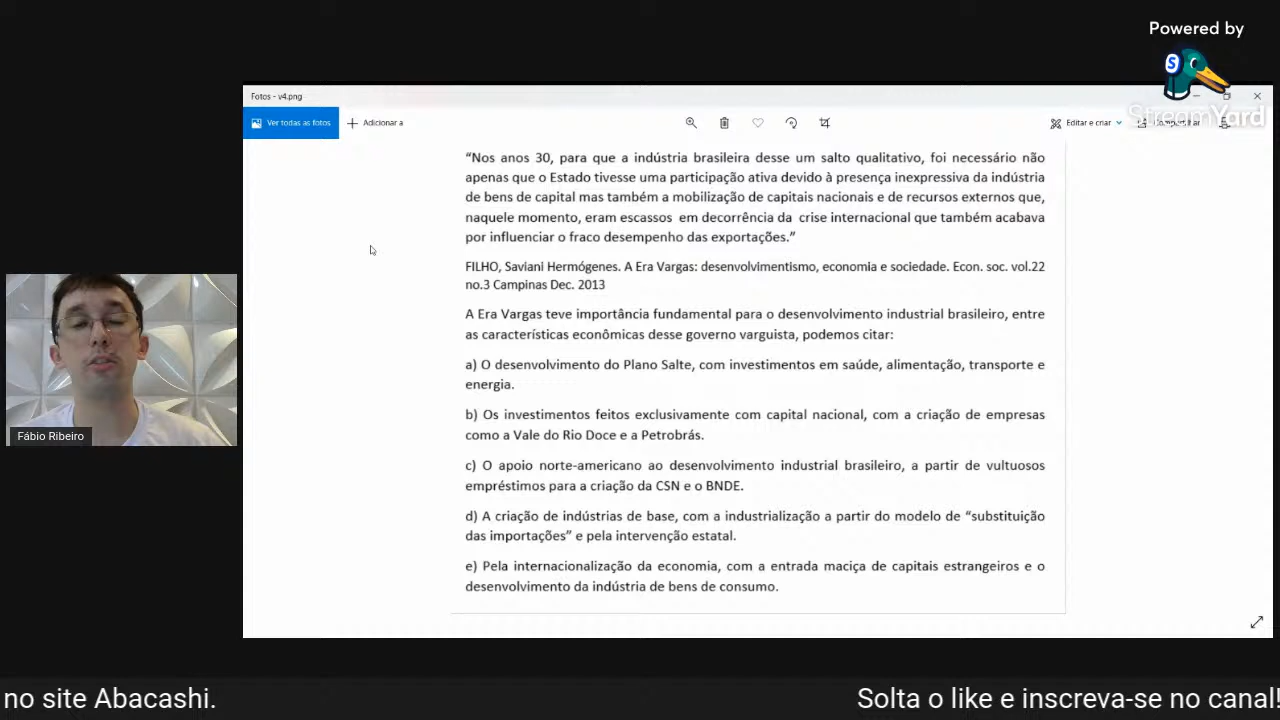 Powered by
StreamYard
Fotos - v4.png
Ver todas as fotos
Adicionar a
Editar e criar
Compartilhar
“Nos anos 30, para que a indústria brasileira desse um salto qualitativo, foi necessário não
apenas que o Estado tivesse uma participação ativa devido à presença inexpressiva da indústria
de bens de capital mas também a mobilização de capitais nacionais e de recursos externos que,
naquele momento, eram escassos em decorrência da crise internacional que também acabava
por influenciar o fraco desempenho das exportações.”
FILHO, Saviani Hermógenes. A Era Vargas: desenvolvimentismo, economia e sociedade. Econ. soc. vol.22
no.3 Campinas Dec. 2013
A Era Vargas teve importância fundamental para o desenvolvimento industrial brasileiro, entre
as características econômicas desse governo varguista, podemos citar:
a) O desenvolvimento do Plano Salte, com investimentos em saúde, alimentação, transporte e
energia.
b) Os investimentos feitos exclusivamente com capital nacional, com a criação de empresas
como a Vale do Rio Doce e a Petrobrás.
c) O apoio norte-americano ao desenvolvimento industrial brasileiro, a partir de vultuosos
empréstimos para a criação da CSN e o BNDE.
d) A criação de indústrias de base, com a industrialização a partir do modelo de “substituição
das importações” e pela intervenção estatal.
e) Pela internacionalização da economia, com a entrada maciça de capitais estrangeiros e o
desenvolvimento da indústria de bens de consumo.
Fábio Ribeiro
no site Abacashi.
Solta o like e inscreva-se no canal!